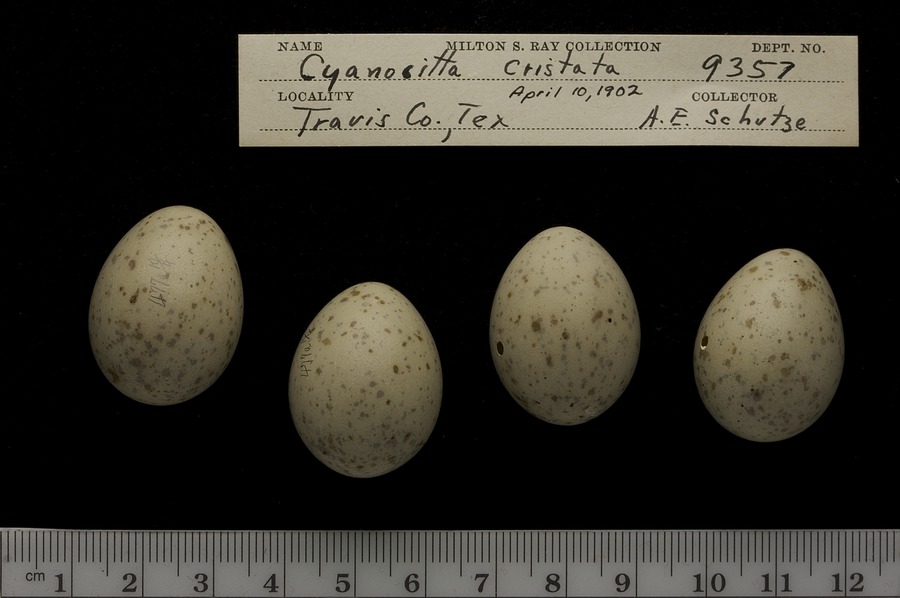 NAME MILTON S. RAY COLLECTION DEPT. NO.
Cyanocitta cristata 9357
LOCALITY April 10, 1902 COLLECTOR
Travis Co., Tex A. E. Schutze
cm 1 2 3 4 5 6 7 8 9 10 11 12